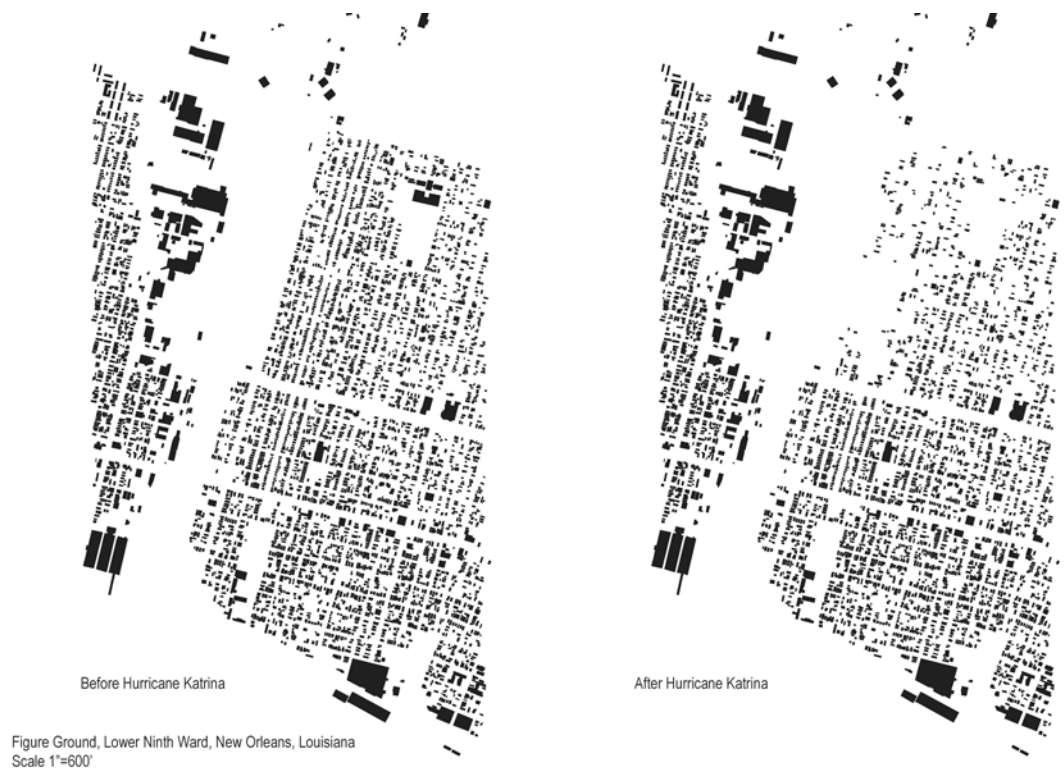 Before Hurricane Katrina
After Hurricane Katrina
Figure Ground, Lower Ninth Ward, New Orleans, Louisiana
Scale 1"=600'